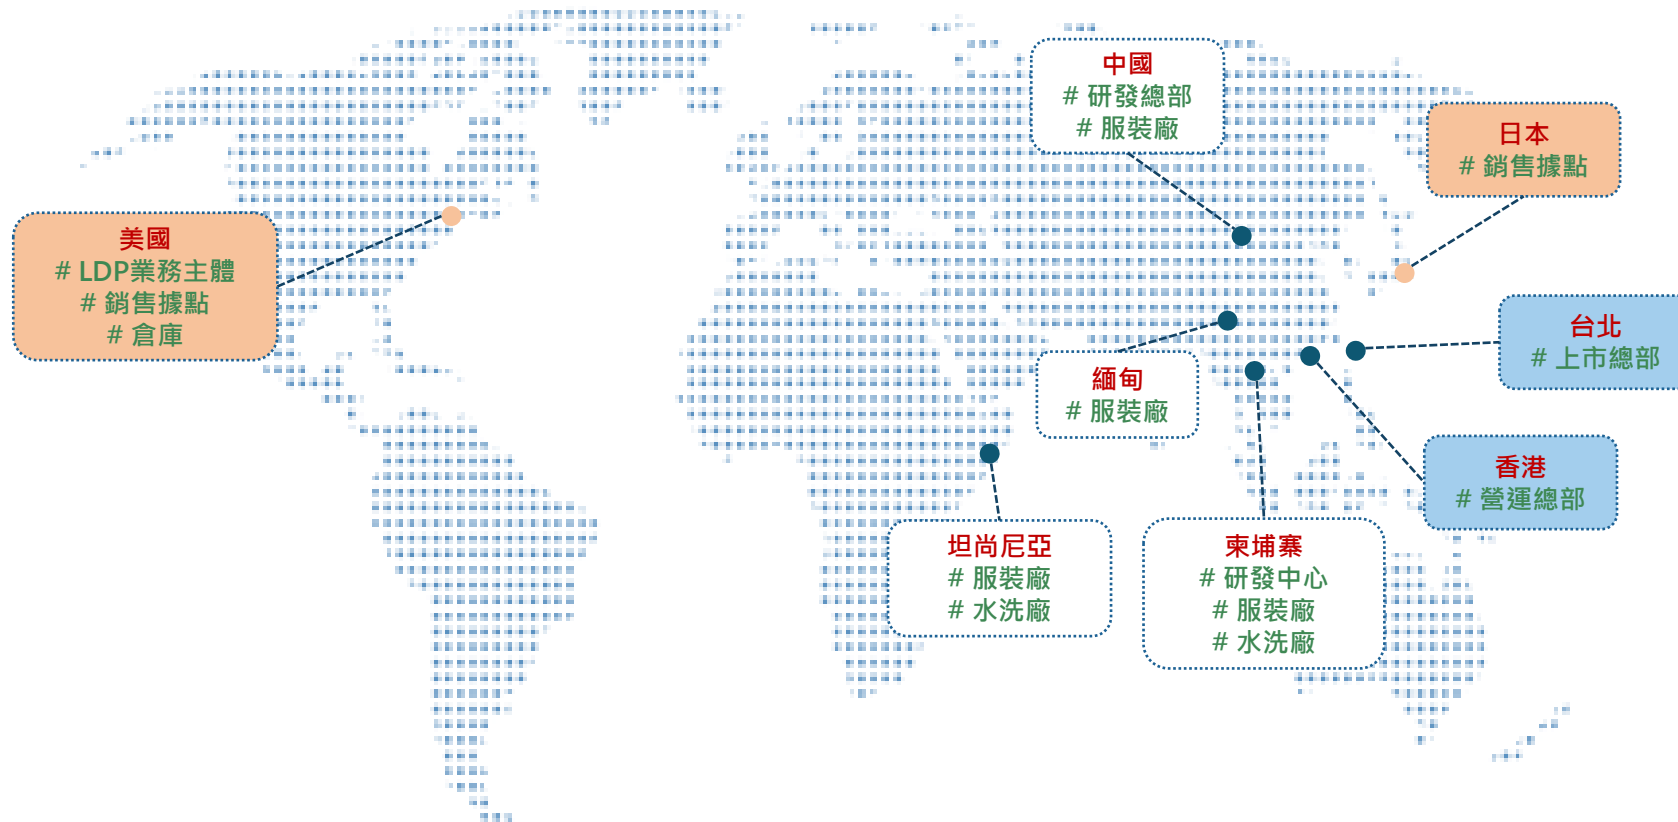 中國
# 研發總部
# 服裝廠
日本
# 銷售據點
美國
# LDP業務主體
# 銷售據點
# 倉庫
台北
# 上市總部
緬甸
# 服裝廠
香港
# 營運總部
坦尚尼亞
# 服裝廠
# 水洗廠
柬埔寨
# 研發中心
# 服裝廠
# 水洗廠